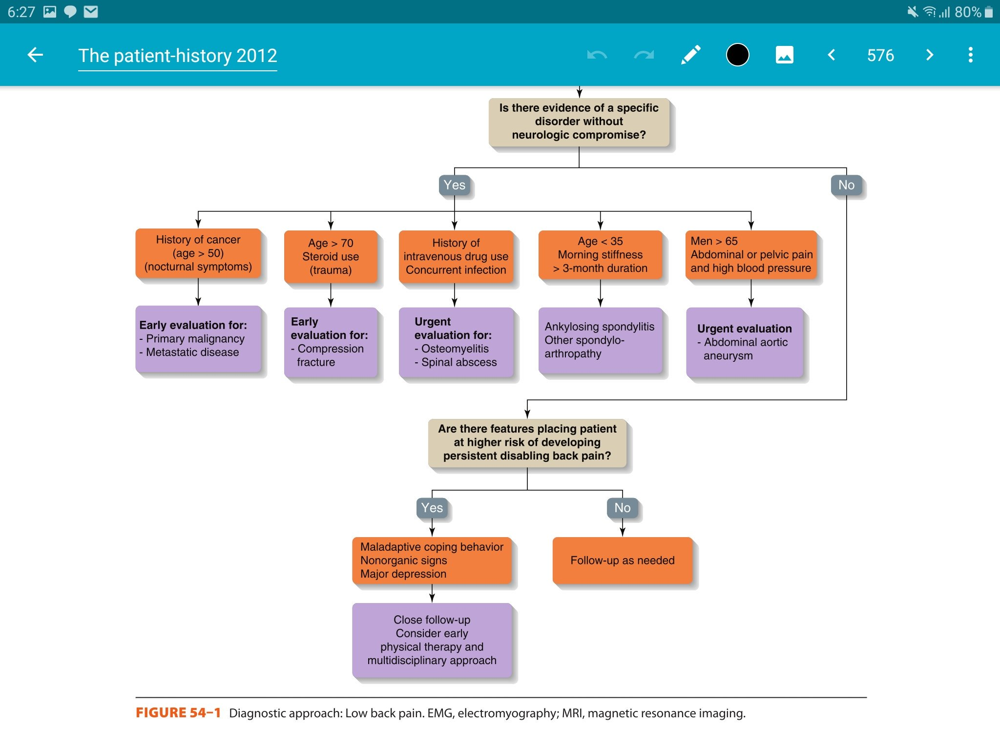 6:27
80%
The patient-history 2012
576
Is there evidence of a specific
disorder without
neurologic compromise?
Yes
No
History of cancer
(age > 50)
(nocturnal symptoms)
Age > 70
Steroid use
(trauma)
History of
intravenous drug use
Concurrent infection
Age < 35
Morning stiffness
> 3-month duration
Men > 65
Abdominal or pelvic pain
and high blood pressure
Early evaluation for:
- Primary malignancy
- Metastatic disease
Early
evaluation for:
- Compression
fracture
Urgent
evaluation for:
- Osteomyelitis
- Spinal abscess
Ankylosing spondylitis
Other spondylo-
arthropathy
Urgent evaluation
- Abdominal aortic
aneurysm
Are there features placing patient
at higher risk of developing
persistent disabling back pain?
Yes
No
Maladaptive coping behavior
Nonorganic signs
Major depression
Follow-up as needed
Close follow-up
Consider early
physical therapy and
multidisciplinary approach
FIGURE 54–1 Diagnostic approach: Low back pain. EMG, electromyography; MRI, magnetic resonance imaging.